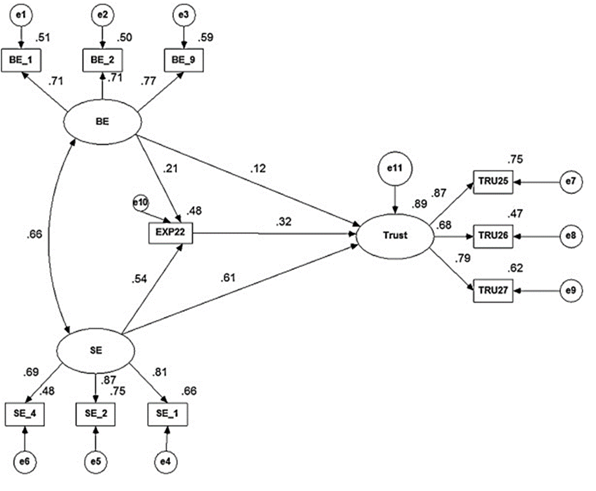 e1
e2
e3
.51
.50
.59
BE_1
BE_2
BE_9
.71
.71
.77
BE
.21
.12
e11
.75
TRU25
e7
.87
.89
e10
.48
.68
.47
EXP22
.32
Trust
TRU26
e8
.66
.79
.62
.54
.61
TRU27
e9
SE
.69
.87
.81
.48
.75
.66
SE_4
SE_2
SE_1
e6
e5
e4